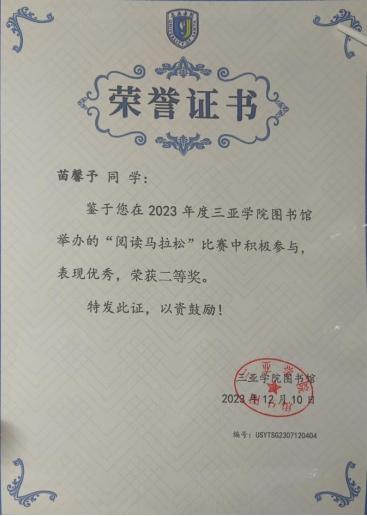 荣誉证书
苗馨予 同 学：
鉴于您在 2023 年度三亚学院图书馆
举办的“阅读马拉松”比赛中积极参与，
表现优秀，荣获二等奖。
特发此证，以资鼓励！
三亚学院图书馆
2023 年 12 月 10 日
编号：USYTSG2307120404